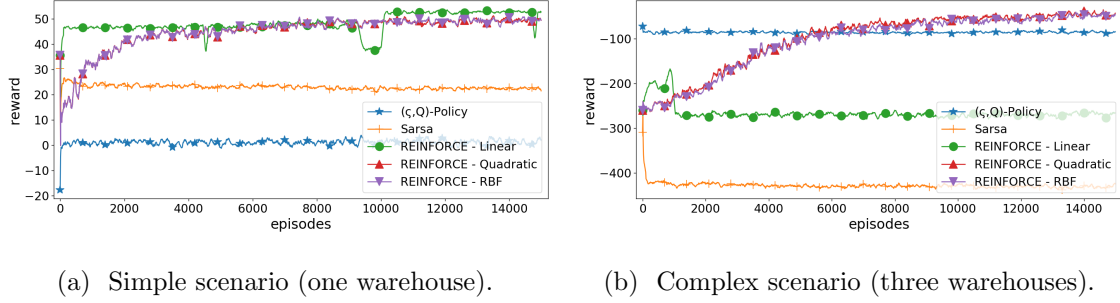 50
40
30
20
10
0
−10
−20
reward
0 2000 4000 6000 8000 10000 12000 14000
episodes
(ς,Q)-Policy
Sarsa
REINFORCE - Linear
REINFORCE - Quadratic
REINFORCE - RBF
(a) Simple scenario (one warehouse).
−100
−200
−300
−400
reward
0 2000 4000 6000 8000 10000 12000 14000
episodes
(ς,Q)-Policy
Sarsa
REINFORCE - Linear
REINFORCE - Quadratic
REINFORCE - RBF
(b) Complex scenario (three warehouses).